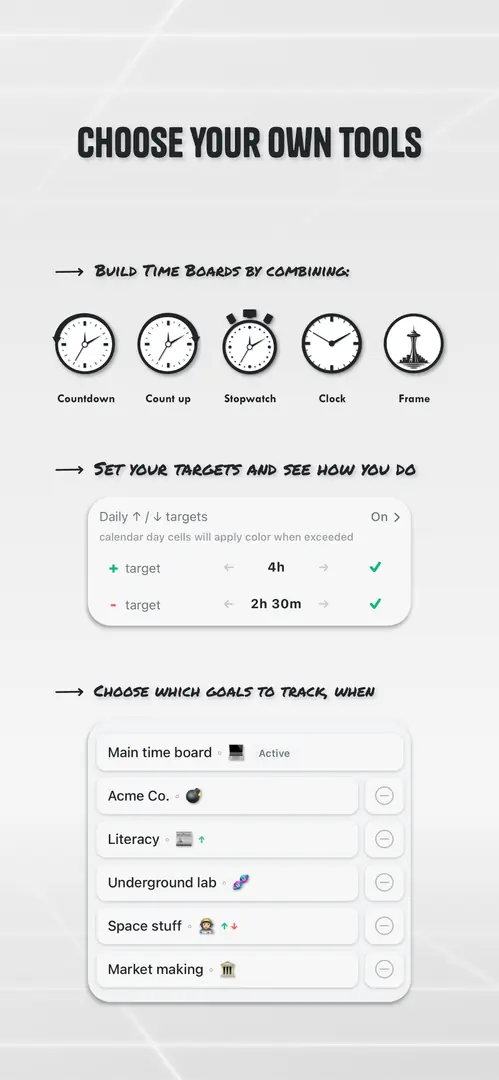 CHOOSE YOUR OWN TOOLS
→ BUILD TIME BOARDS BY COMBINING:
Countdown Count up Stopwatch Clock Frame
→ SET YOUR TARGETS AND SEE HOW YOU DO
Daily ↑ / ↓ targets On >
calendar day cells will apply color when exceeded
+ target ← 4h → ✓
- target ← 2h 30m → ✓
→ CHOOSE WHICH GOALS TO TRACK, WHEN
Main time board ◦ 💻 Active
Acme Co. ◦ 💣
Literacy ◦ 📰 ↑
Underground lab ◦ 🧬
Space stuff ◦ 👩🏼‍🚀 ↑ ↓
Market making ◦ 🏛️